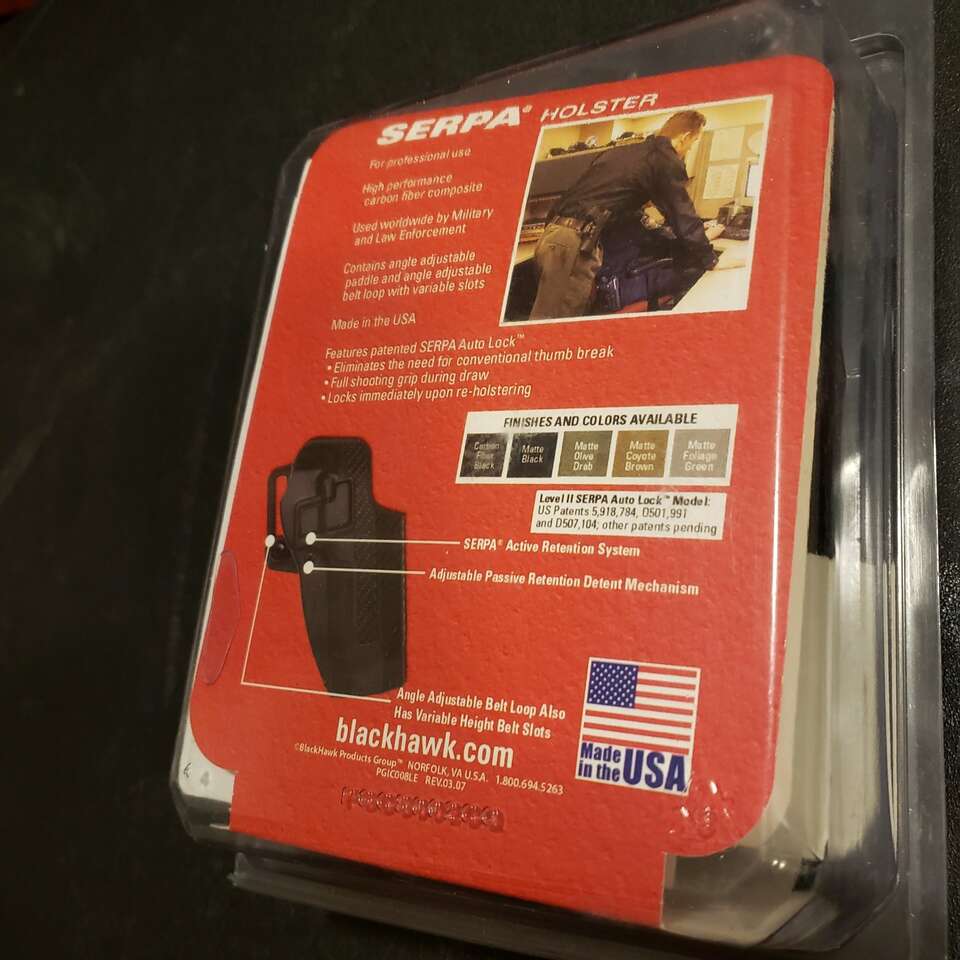 SERPA® HOLSTER
For professional use
High performance
carbon fiber composite
Used worldwide by Military
and Law Enforcement
Contains angle adjustable
paddle and angle adjustable
belt loop with variable slots
Made in the USA
Features patented SERPA Auto Lock™
• Eliminates the need for conventional thumb break
• Full shooting grip during draw
• Locks immediately upon re-holstering
FINISHES AND COLORS AVAILABLE
Carbon
Fiber
Black
Matte
Black
Matte
Olive
Drab
Matte
Coyote
Brown
Matte
Foliage
Green
Level II SERPA Auto Lock™ Model:
US Patents 5,918,784, D501,991
and D507,104; other patents pending
SERPA® Active Retention System
Adjustable Passive Retention Detent Mechanism
Angle Adjustable Belt Loop Also
Has Variable Height Belt Slots
blackhawk.com
©BlackHawk Products Group™ NORFOLK, VA U.S.A. 1.800.694.5263
PGIC008LE REV.03.07
Made
in the USA